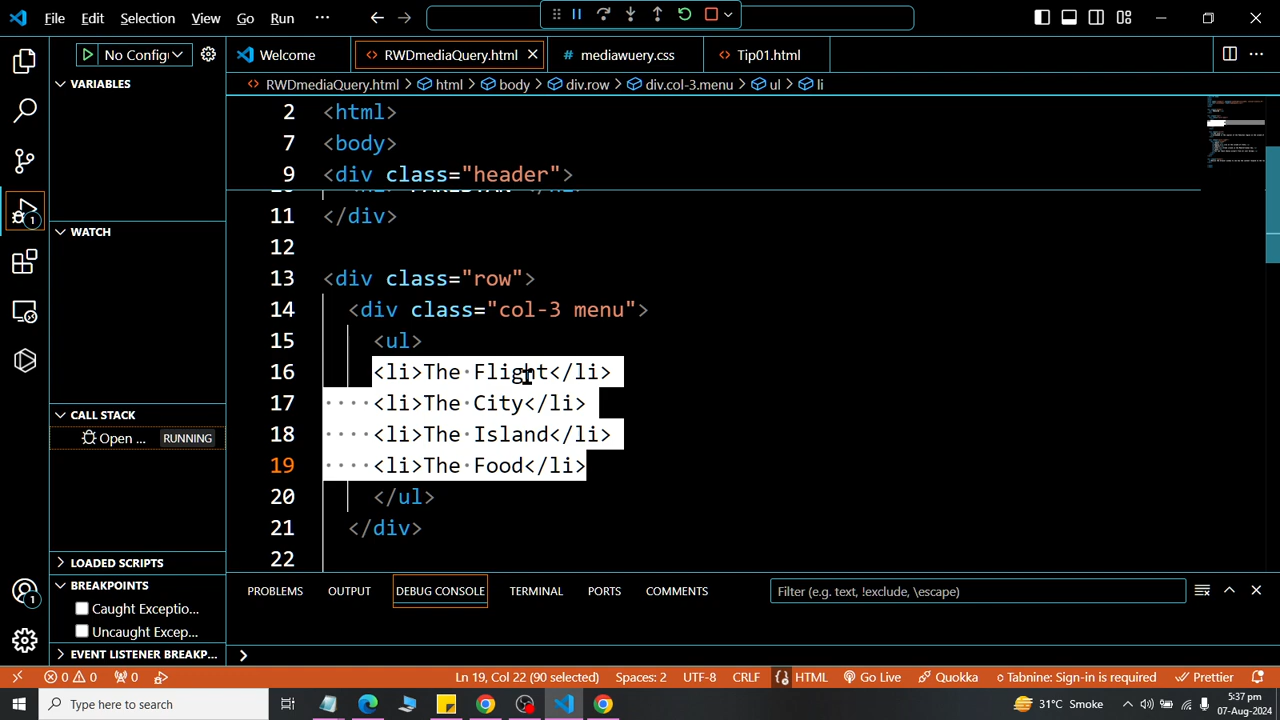 File Edit Selection View Go Run ···
No Config
Welcome
RWDmediaQuery.html
# mediawuery.css
Tip01.html
VARIABLES
RWDmediaQuery.html > html > body > div.row > div.col-3.menu > ul > li
2 <html>
7 <body>
9 <div class="header">
11 </div>
12
13 <div class="row">
14 <div class="col-3 menu">
15 <ul>
16 <li>The Flight</li>
17 <li>The City</li>
18 <li>The Island</li>
19 <li>The Food</li>
20 </ul>
21 </div>
22
1
WATCH
CALL STACK
Open ... RUNNING
LOADED SCRIPTS
BREAKPOINTS
Caught Exceptio...
Uncaught Excep...
EVENT LISTENER BREAKP...
1
PROBLEMS OUTPUT DEBUG CONSOLE TERMINAL PORTS COMMENTS
Filter (e.g. text, !exclude, \escape)
0 0 0 Ln 19, Col 22 (90 selected) Spaces: 2 UTF-8 CRLF HTML Go Live Quokka Tabnine: Sign-in is required Prettier
Type here to search
31°C Smoke
5:37 pm
07-Aug-2024